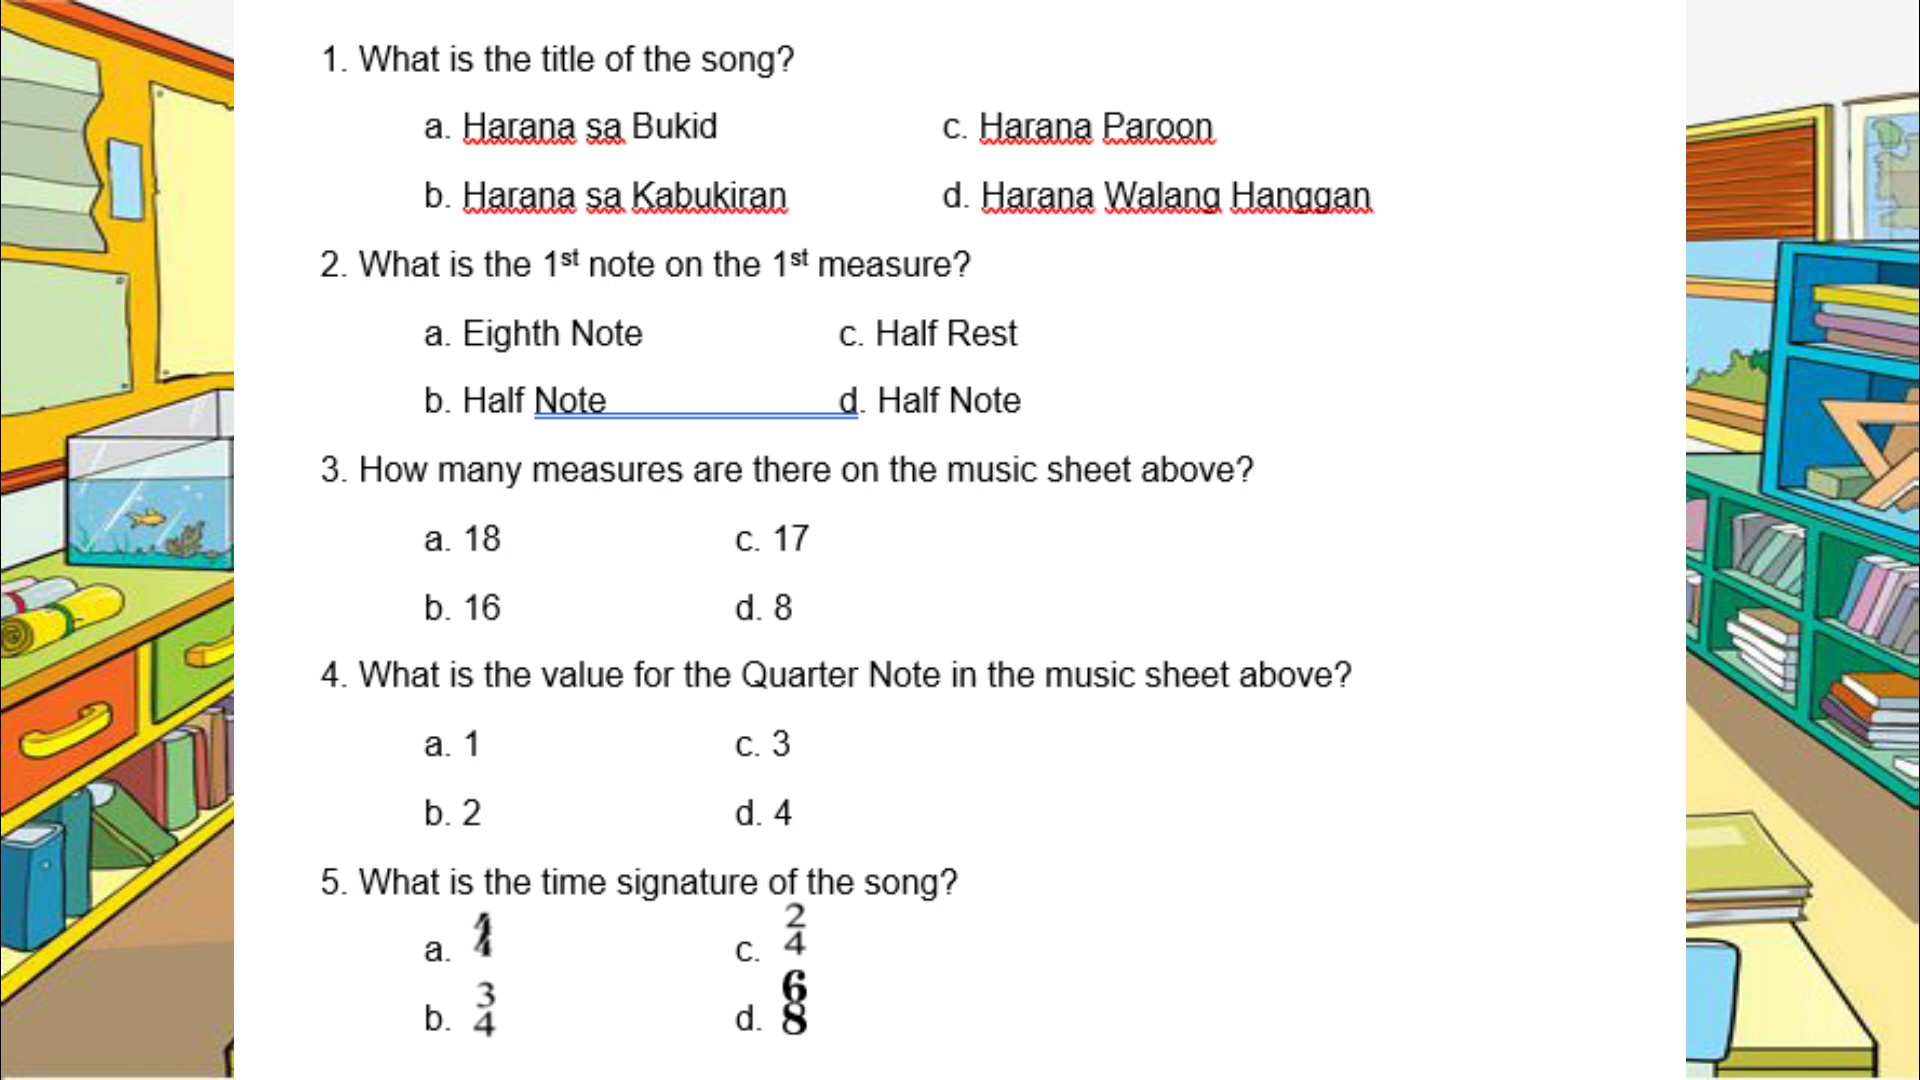 1. What is the title of the song?
a. Harana sa Bukid c. Harana Paroon
b. Harana sa Kabukiran d. Harana Walang Hanggan
2. What is the 1st note on the 1st measure?
a. Eighth Note c. Half Rest
b. Half Note d. Half Note
3. How many measures are there on the music sheet above?
a. 18 c. 17
b. 16 d. 8
4. What is the value for the Quarter Note in the music sheet above?
a. 1 c. 3
b. 2 d. 4
5. What is the time signature of the song?
a. 4/4 c. 2/4
b. 3/4 d. 6/8